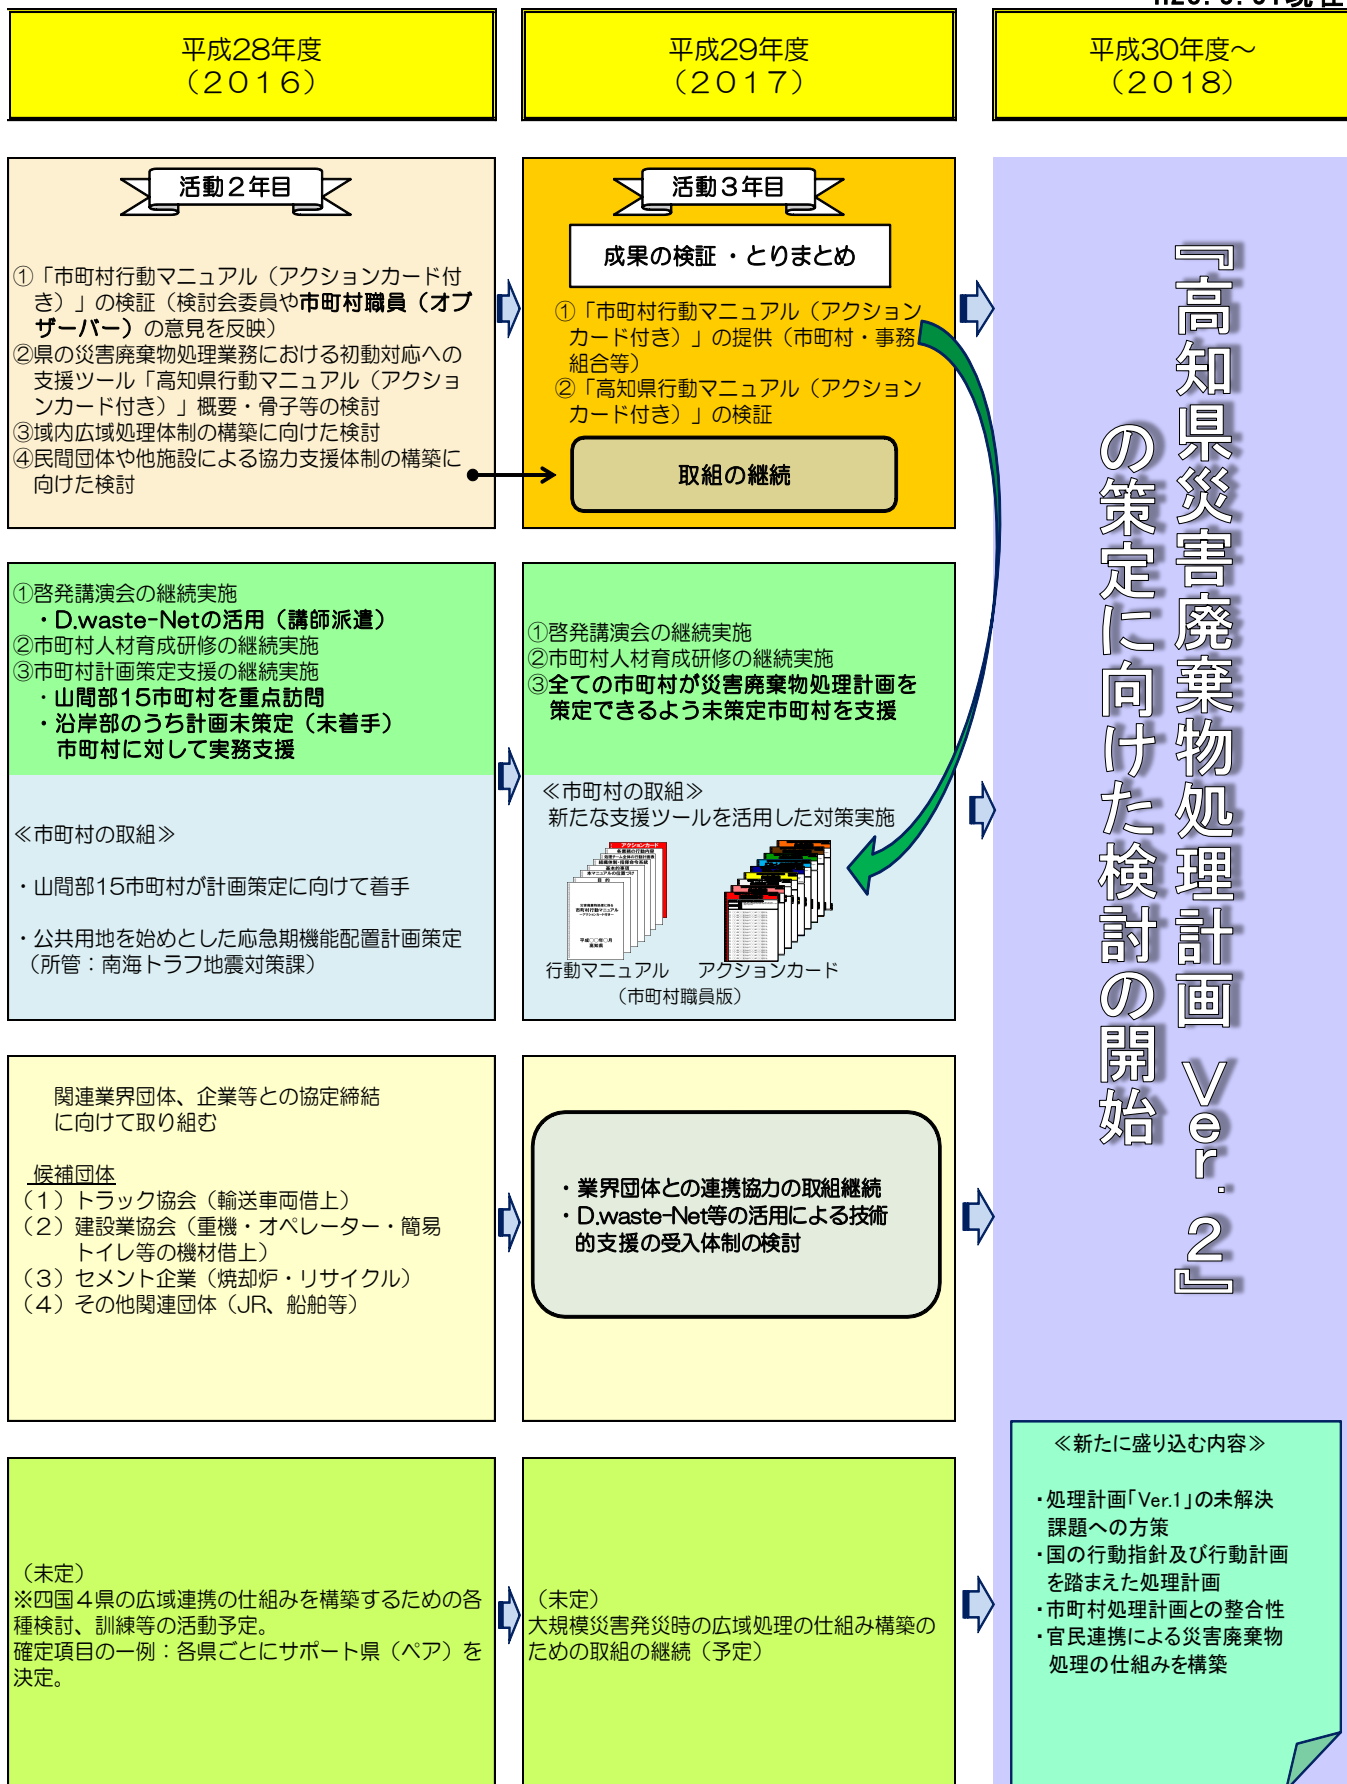 平成28年度
（２０１６）
平成29年度
（２０１７）
平成30年度～
（２０１８）
活動２年目
①「市町村行動マニュアル（アクションカード付
き）」の検証（検討会委員や市町村職員（オブ
ザーバー）の意見を反映）
②県の災害廃棄物処理業務における初動対応への
支援ツール「高知県行動マニュアル（アクショ
ンカード付き）」概要・骨子等の検討
③域内広域処理体制の構築に向けた検討
④民間団体や他施設による協力支援体制の構築に
向けた検討
活動３年目
成果の検証 ・とりまとめ
①「市町村行動マニュアル（アクション
カード付き）」の提供（市町村・事務
組合等）
②「高知県行動マニュアル（アクション
カード付き）」の検証
取組の継続
①啓発講演会の継続実施
・D.waste-Netの活用（講師派遣）
②市町村人材育成研修の継続実施
③市町村計画策定支援の継続実施
・山間部15市町村を重点訪問
・沿岸部のうち計画未策定（未着手）
市町村に対して実務支援
≪市町村の取組≫
・山間部15市町村が計画策定に向けて着手
・公共用地を始めとした応急期機能配置計画策定
（所管：南海トラフ地震対策課）
①啓発講演会の継続実施
②市町村人材育成研修の継続実施
③全ての市町村が災害廃棄物処理計画を
策定できるよう未策定市町村を支援
≪市町村の取組≫
新たな支援ツールを活用した対策実施
アクションカード
目 的
市町村行動マニュアル
行動マニュアル
アクションカード
（市町村職員版）
関連業界団体、企業等との協定締結
に向けて取り組む
候補団体
（１）トラック協会（輸送車両借上）
（２）建設業協会（重機・オペレーター・簡易
トイレ等の機材借上）
（３）セメント企業（焼却炉・リサイクル）
（４）その他関連団体（JR、船舶等）
・業界団体との連携協力の取組継続
・D.waste-Net等の活用による技術
的支援の受入体制の検討
（未定）
※四国４県の広域連携の仕組みを構築するための各
種検討、訓練等の活動予定。
確定項目の一例：各県ごとにサポート県（ペア）を
決定。
（未定）
大規模災害発災時の広域処理の仕組み構築の
ための取組の継続（予定）
『高知県災害廃棄物処理計画 Ver.２』
の策定に向けた検討の開始
≪新たに盛り込む内容≫
・処理計画「Ver.1」の未解決
課題への方策
・国の行動指針及び行動計画
を踏まえた処理計画
・市町村処理計画との整合性
・官民連携による災害廃棄物
処理の仕組みを構築